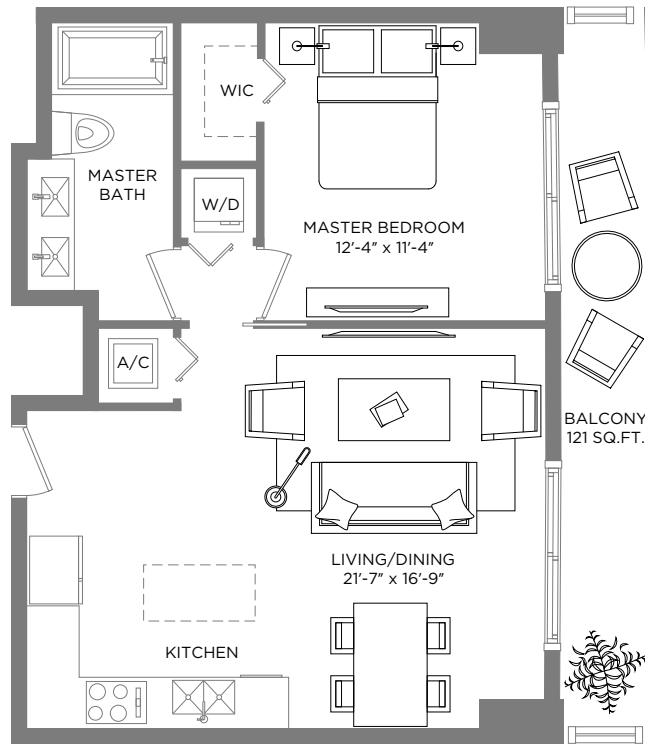 WIC
MASTER
BATH
W/D
MASTER BEDROOM
12'-4" x 11'-4"
A/C
BALCONY
121 SQ.FT.
LIVING/DINING
21'-7" x 16'-9"
KITCHEN